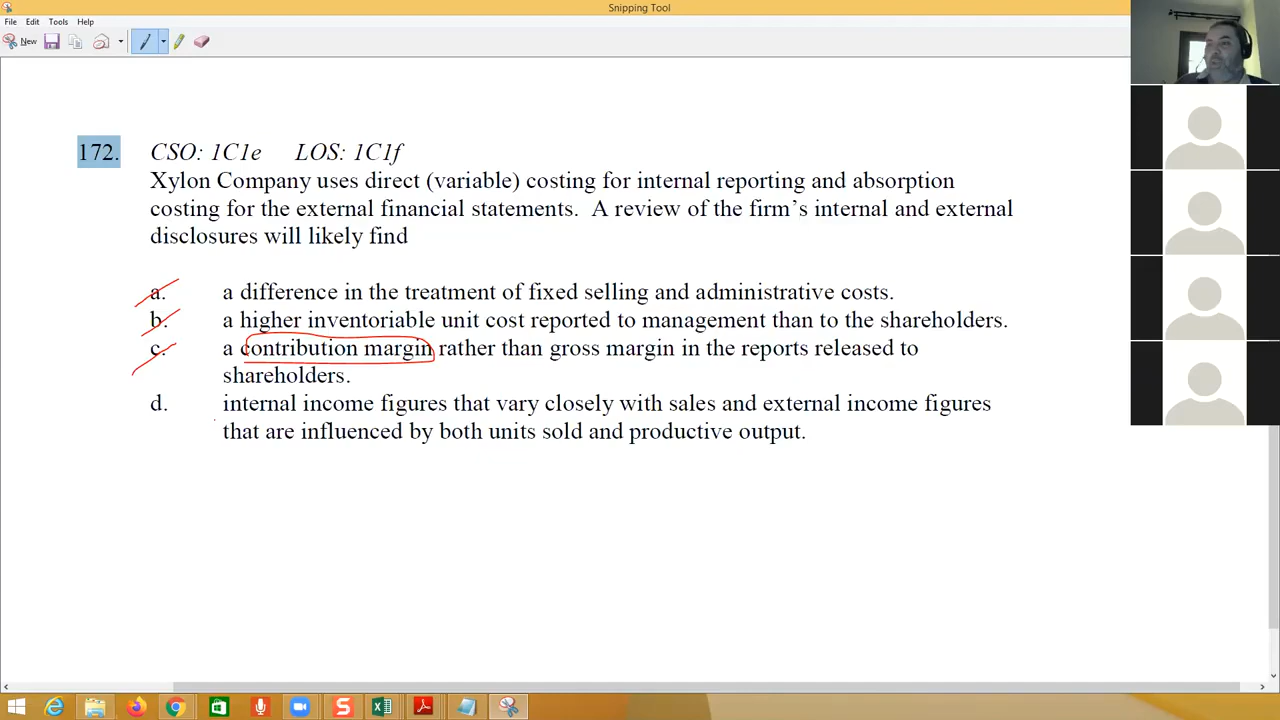 Snipping Tool
File Edit Tools Help
New
172. CSO: 1C1e LOS: 1C1f
Xylon Company uses direct (variable) costing for internal reporting and absorption
costing for the external financial statements. A review of the firm's internal and external
disclosures will likely find
a. a difference in the treatment of fixed selling and administrative costs.
b. a higher inventoriable unit cost reported to management than to the shareholders.
c. a contribution margin rather than gross margin in the reports released to
shareholders.
d. internal income figures that vary closely with sales and external income figures
that are influenced by both units sold and productive output.